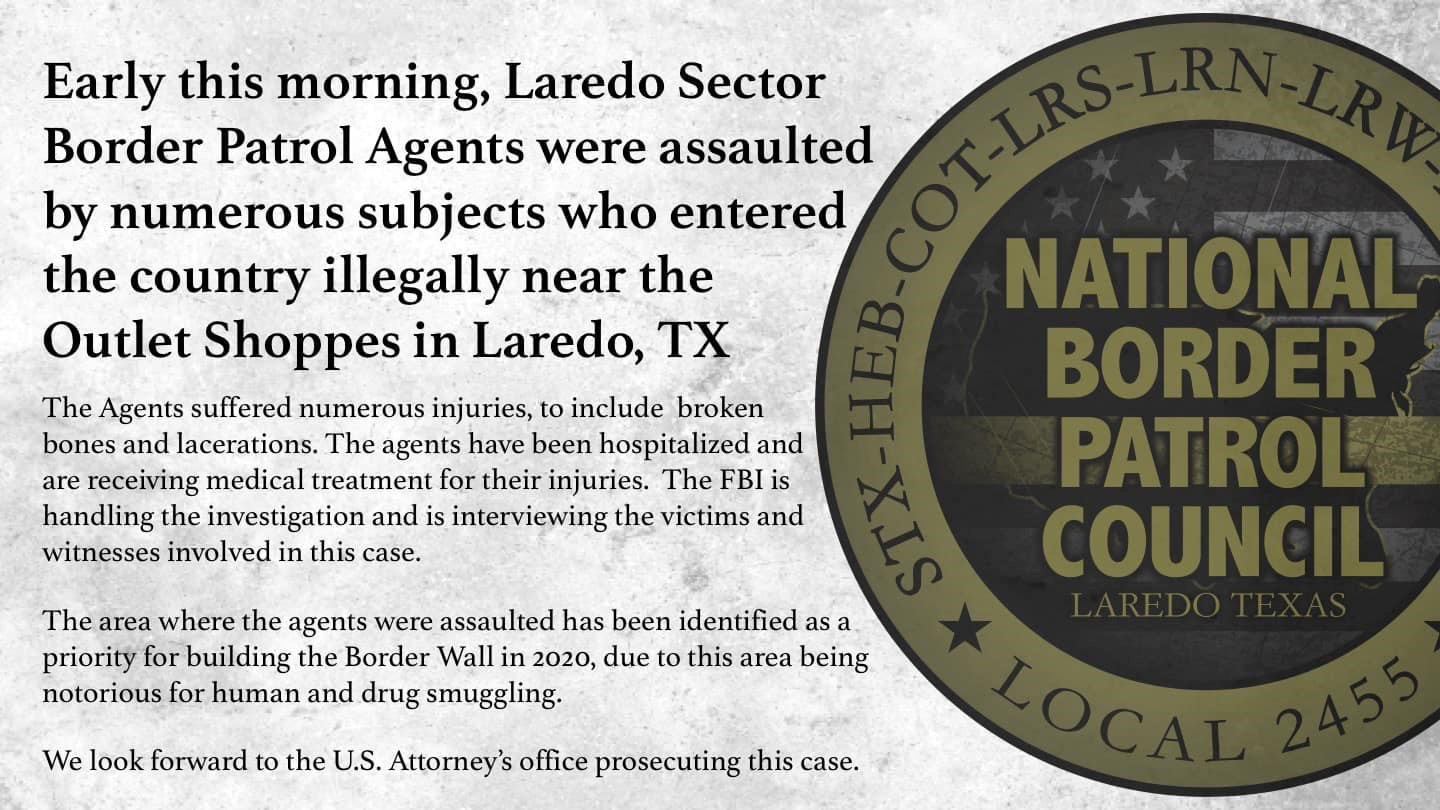 Early this morning, Laredo Sector
Border Patrol Agents were assaulted
by numerous subjects who entered
the country illegally near the
Outlet Shoppes in Laredo, TX
The Agents suffered numerous injuries, to include  broken
bones and lacerations. The agents have been hospitalized and
are receiving medical treatment for their injuries.  The FBI is
handling the investigation and is interviewing the victims and
witnesses involved in this case.
The area where the agents were assaulted has been identified as a
priority for building the Border Wall in 2020, due to this area being
notorious for human and drug smuggling.
We look forward to the U.S. Attorney’s office prosecuting this case.
STX-HEB-COT-LRS-LRN-LRW-
NATIONAL
BORDER
PATROL
COUNCIL
LAREDO TEXAS
LOCAL 2455